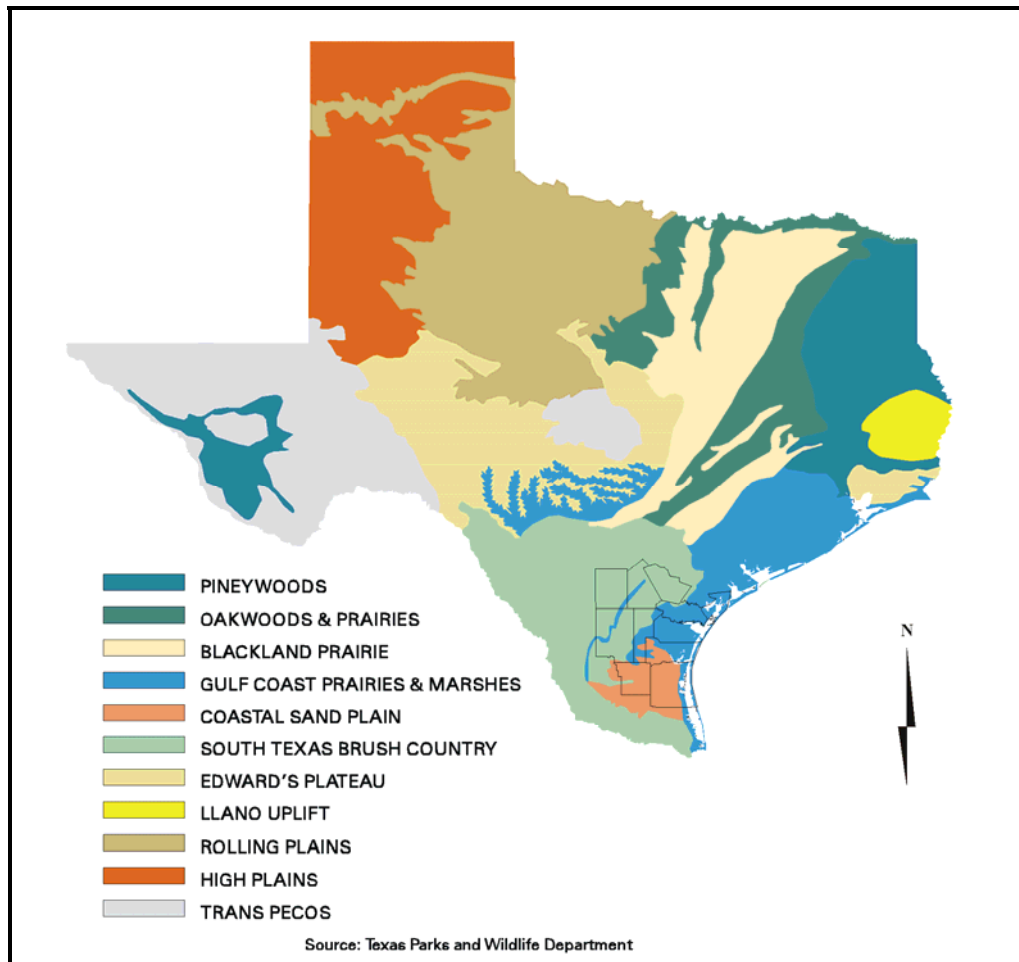 PINEYWOODS
OAKWOODS & PRAIRIES
BLACKLAND PRAIRIE
GULF COAST PRAIRIES & MARSHES
COASTAL SAND PLAIN
SOUTH TEXAS BRUSH COUNTRY
EDWARD'S PLATEAU
LLANO UPLIFT
ROLLING PLAINS
HIGH PLAINS
TRANS PECOS
N
Source: Texas Parks and Wildlife Department